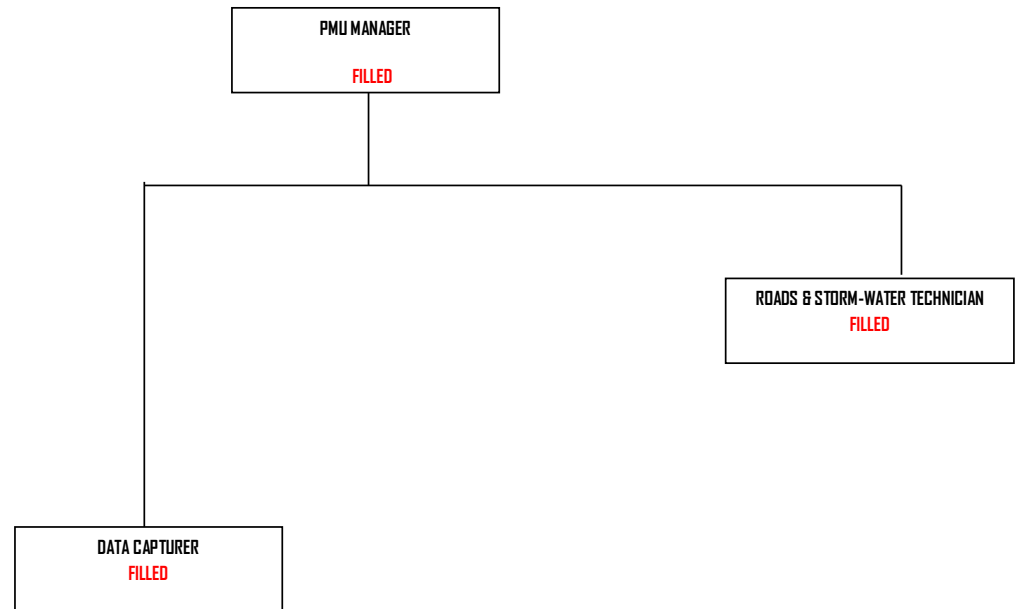 PMU MANAGER
FILLED
ROADS & STORM-WATER TECHNICIAN
FILLED
DATA CAPTURER
FILLED